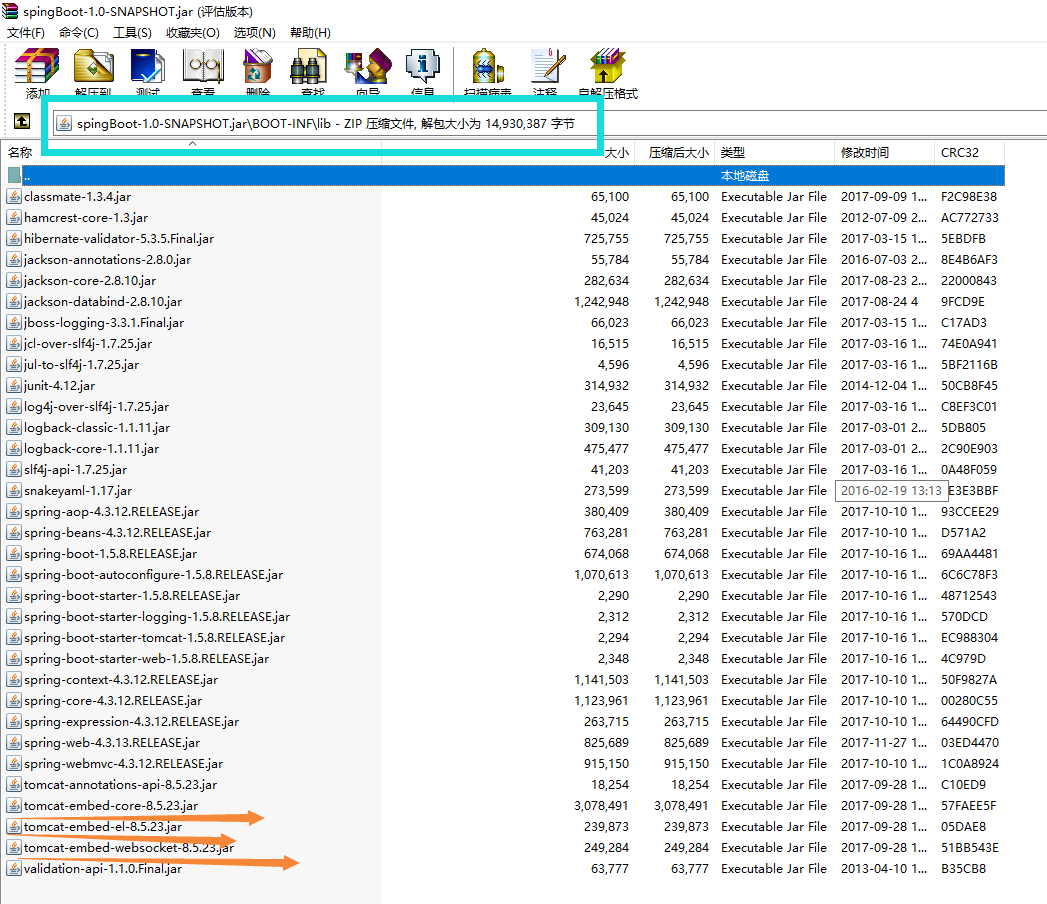 spingBoot-1.0-SNAPSHOT.jar (评估版本)
文件(F) 命令(C) 工具(S) 收藏夹(O) 选项(N) 帮助(H)
添加 解压到 测试 查看 删除 查找 向导 信息 扫描病毒 注释 自解压格式
spingBoot-1.0-SNAPSHOT.jar\BOOT-INF\lib - ZIP 压缩文件, 解包大小为 14,930,387 字节
名称 大小 压缩后大小 类型 修改时间 CRC32
.. 本地磁盘
classmate-1.3.4.jar 65,100 65,100 Executable Jar File 2017-09-09 1... F2C98E38
hamcrest-core-1.3.jar 45,024 45,024 Executable Jar File 2012-07-09 2... AC772733
hibernate-validator-5.3.5.Final.jar 725,755 725,755 Executable Jar File 2017-03-15 1... 5EBDFB
jackson-annotations-2.8.0.jar 55,784 55,784 Executable Jar File 2016-07-03 2... 8E4B6AF3
jackson-core-2.8.10.jar 282,634 282,634 Executable Jar File 2017-08-23 2... 22000843
jackson-databind-2.8.10.jar 1,242,948 1,242,948 Executable Jar File 2017-08-24 4 9FCD9E
jboss-logging-3.3.1.Final.jar 66,023 66,023 Executable Jar File 2017-03-15 1... C17AD3
jcl-over-slf4j-1.7.25.jar 16,515 16,515 Executable Jar File 2017-03-16 1... 74E0A941
jul-to-slf4j-1.7.25.jar 4,596 4,596 Executable Jar File 2017-03-16 1... 5BF2116B
junit-4.12.jar 314,932 314,932 Executable Jar File 2014-12-04 1... 50CB8F45
log4j-over-slf4j-1.7.25.jar 23,645 23,645 Executable Jar File 2017-03-16 1... C8EF3C01
logback-classic-1.1.11.jar 309,130 309,130 Executable Jar File 2017-03-01 2... 5DB805
logback-core-1.1.11.jar 475,477 475,477 Executable Jar File 2017-03-01 2... 2C90E903
slf4j-api-1.7.25.jar 41,203 41,203 Executable Jar File 2017-03-16 1... 0A48F059
snakeyaml-1.17.jar 273,599 273,599 Executable Jar File 2016-02-19 13:13 E3E3BBF
spring-aop-4.3.12.RELEASE.jar 380,409 380,409 Executable Jar File 2017-10-10 1... 93CCEE29
spring-beans-4.3.12.RELEASE.jar 763,281 763,281 Executable Jar File 2017-10-10 1... D571A2
spring-boot-1.5.8.RELEASE.jar 674,068 674,068 Executable Jar File 2017-10-16 1... 69AA4481
spring-boot-autoconfigure-1.5.8.RELEASE.jar 1,070,613 1,070,613 Executable Jar File 2017-10-16 1... 6C6C78F3
spring-boot-starter-1.5.8.RELEASE.jar 2,290 2,290 Executable Jar File 2017-10-16 1... 48712543
spring-boot-starter-logging-1.5.8.RELEASE.jar 2,312 2,312 Executable Jar File 2017-10-16 1... 570DCD
spring-boot-starter-tomcat-1.5.8.RELEASE.jar 2,294 2,294 Executable Jar File 2017-10-16 1... EC988304
spring-boot-starter-web-1.5.8.RELEASE.jar 2,348 2,348 Executable Jar File 2017-10-16 1... 4C979D
spring-context-4.3.12.RELEASE.jar 1,141,503 1,141,503 Executable Jar File 2017-10-10 1... 50F9827A
spring-core-4.3.12.RELEASE.jar 1,123,961 1,123,961 Executable Jar File 2017-10-10 1... 00280C55
spring-expression-4.3.12.RELEASE.jar 263,715 263,715 Executable Jar File 2017-10-10 1... 64490CFD
spring-web-4.3.13.RELEASE.jar 825,689 825,689 Executable Jar File 2017-11-27 1... 03ED4470
spring-webmvc-4.3.12.RELEASE.jar 915,150 915,150 Executable Jar File 2017-10-10 1... 1C0A8924
tomcat-annotations-api-8.5.23.jar 18,254 18,254 Executable Jar File 2017-09-28 1... C10ED9
tomcat-embed-core-8.5.23.jar 3,078,491 3,078,491 Executable Jar File 2017-09-28 1... 57FAEE5F
tomcat-embed-el-8.5.23.jar 239,873 239,873 Executable Jar File 2017-09-28 1... 05DAE8
tomcat-embed-websocket-8.5.23.jar 249,284 249,284 Executable Jar File 2017-09-28 1... 51BB543E
validation-api-1.1.0.Final.jar 63,777 63,777 Executable Jar File 2013-04-10 1... B35CB8